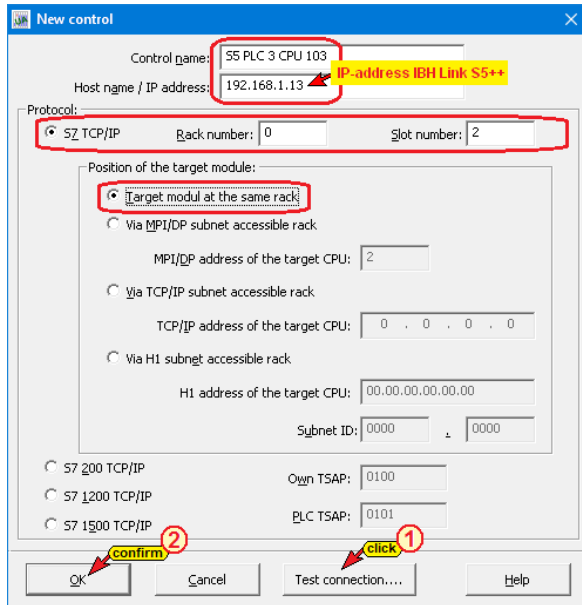 New control
Control name: S5 PLC 3 CPU 103
IP-address IBH Link S5++
Host name / IP address: 192.168.1.13
Protocol:
S7 TCP/IP Rack number: 0 Slot number: 2
Position of the target module:
Target modul at the same rack
Via MPI/DP subnet accessible rack
MPI/DP address of the target CPU: 2
Via TCP/IP subnet accessible rack
TCP/IP address of the target CPU: 0 . 0 . 0 . 0
Via H1 subnet accessible rack
H1 address of the target CPU: 00.00.00.00.00.00
Subnet ID: 0000 . 0000
S7 200 TCP/IP Own TSAP: 0100
S7 1200 TCP/IP
S7 1500 TCP/IP PLC TSAP: 0101
confirm 2 click 1
OK Cancel Test connection.... Help